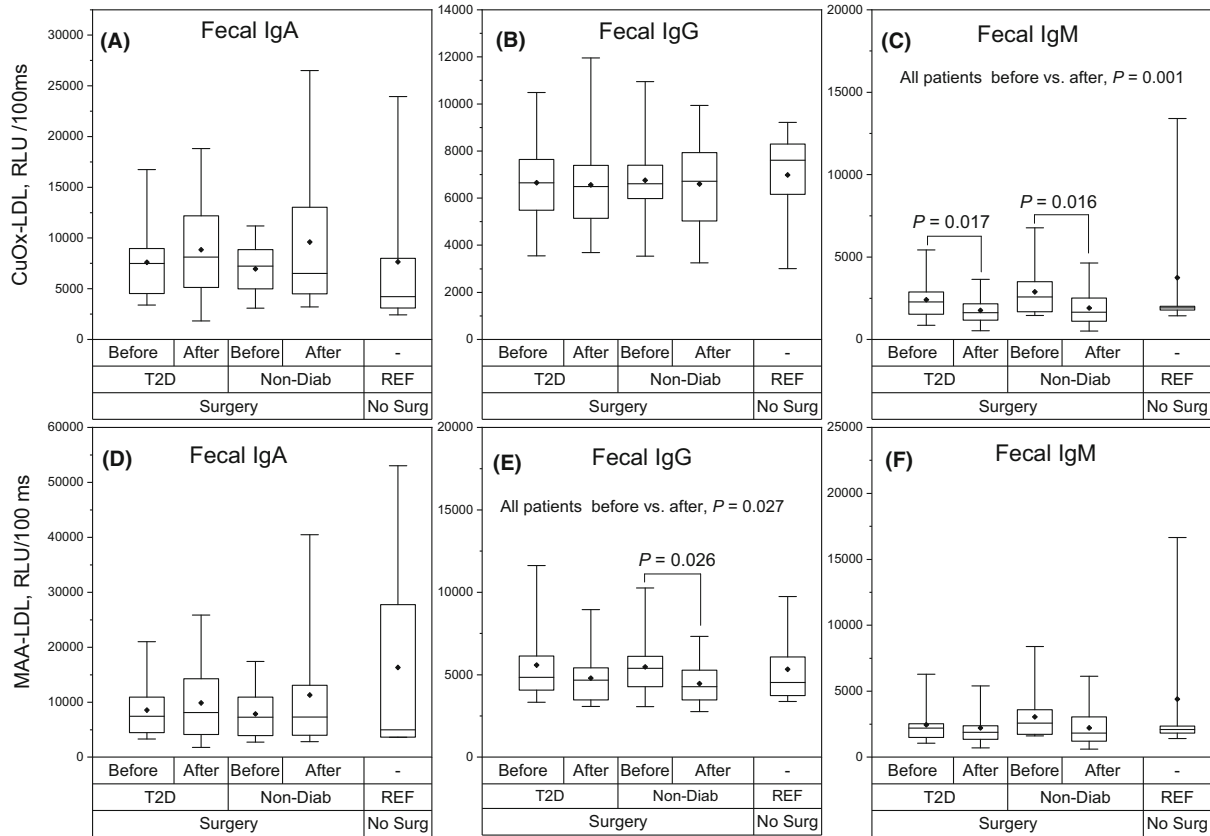 (A) Fecal IgA
CuOx-LDL, RLU /100ms
30000
25000
20000
15000
10000
5000
0
Before After Before After -
T2D Non-Diab REF
Surgery No Surg
(B) Fecal IgG
14000
12000
10000
8000
6000
4000
2000
0
Before After Before After -
T2D Non-Diab REF
Surgery No Surg
(C) Fecal IgM
All patients before vs. after, P = 0.001
P = 0.017
P = 0.016
20000
15000
10000
5000
0
Before After Before After -
T2D Non-Diab REF
Surgery No Surg
(D) Fecal IgA
MAA-LDL, RLU/100 ms
60000
50000
40000
30000
20000
10000
0
Before After Before After -
T2D Non-Diab REF
Surgery No Surg
(E) Fecal IgG
All patients before vs. after, P = 0.027
P = 0.026
20000
15000
10000
5000
0
Before After Before After -
T2D Non-Diab REF
Surgery No Surg
(F) Fecal IgM
25000
20000
15000
10000
5000
0
Before After Before After -
T2D Non-Diab REF
Surgery No Surg